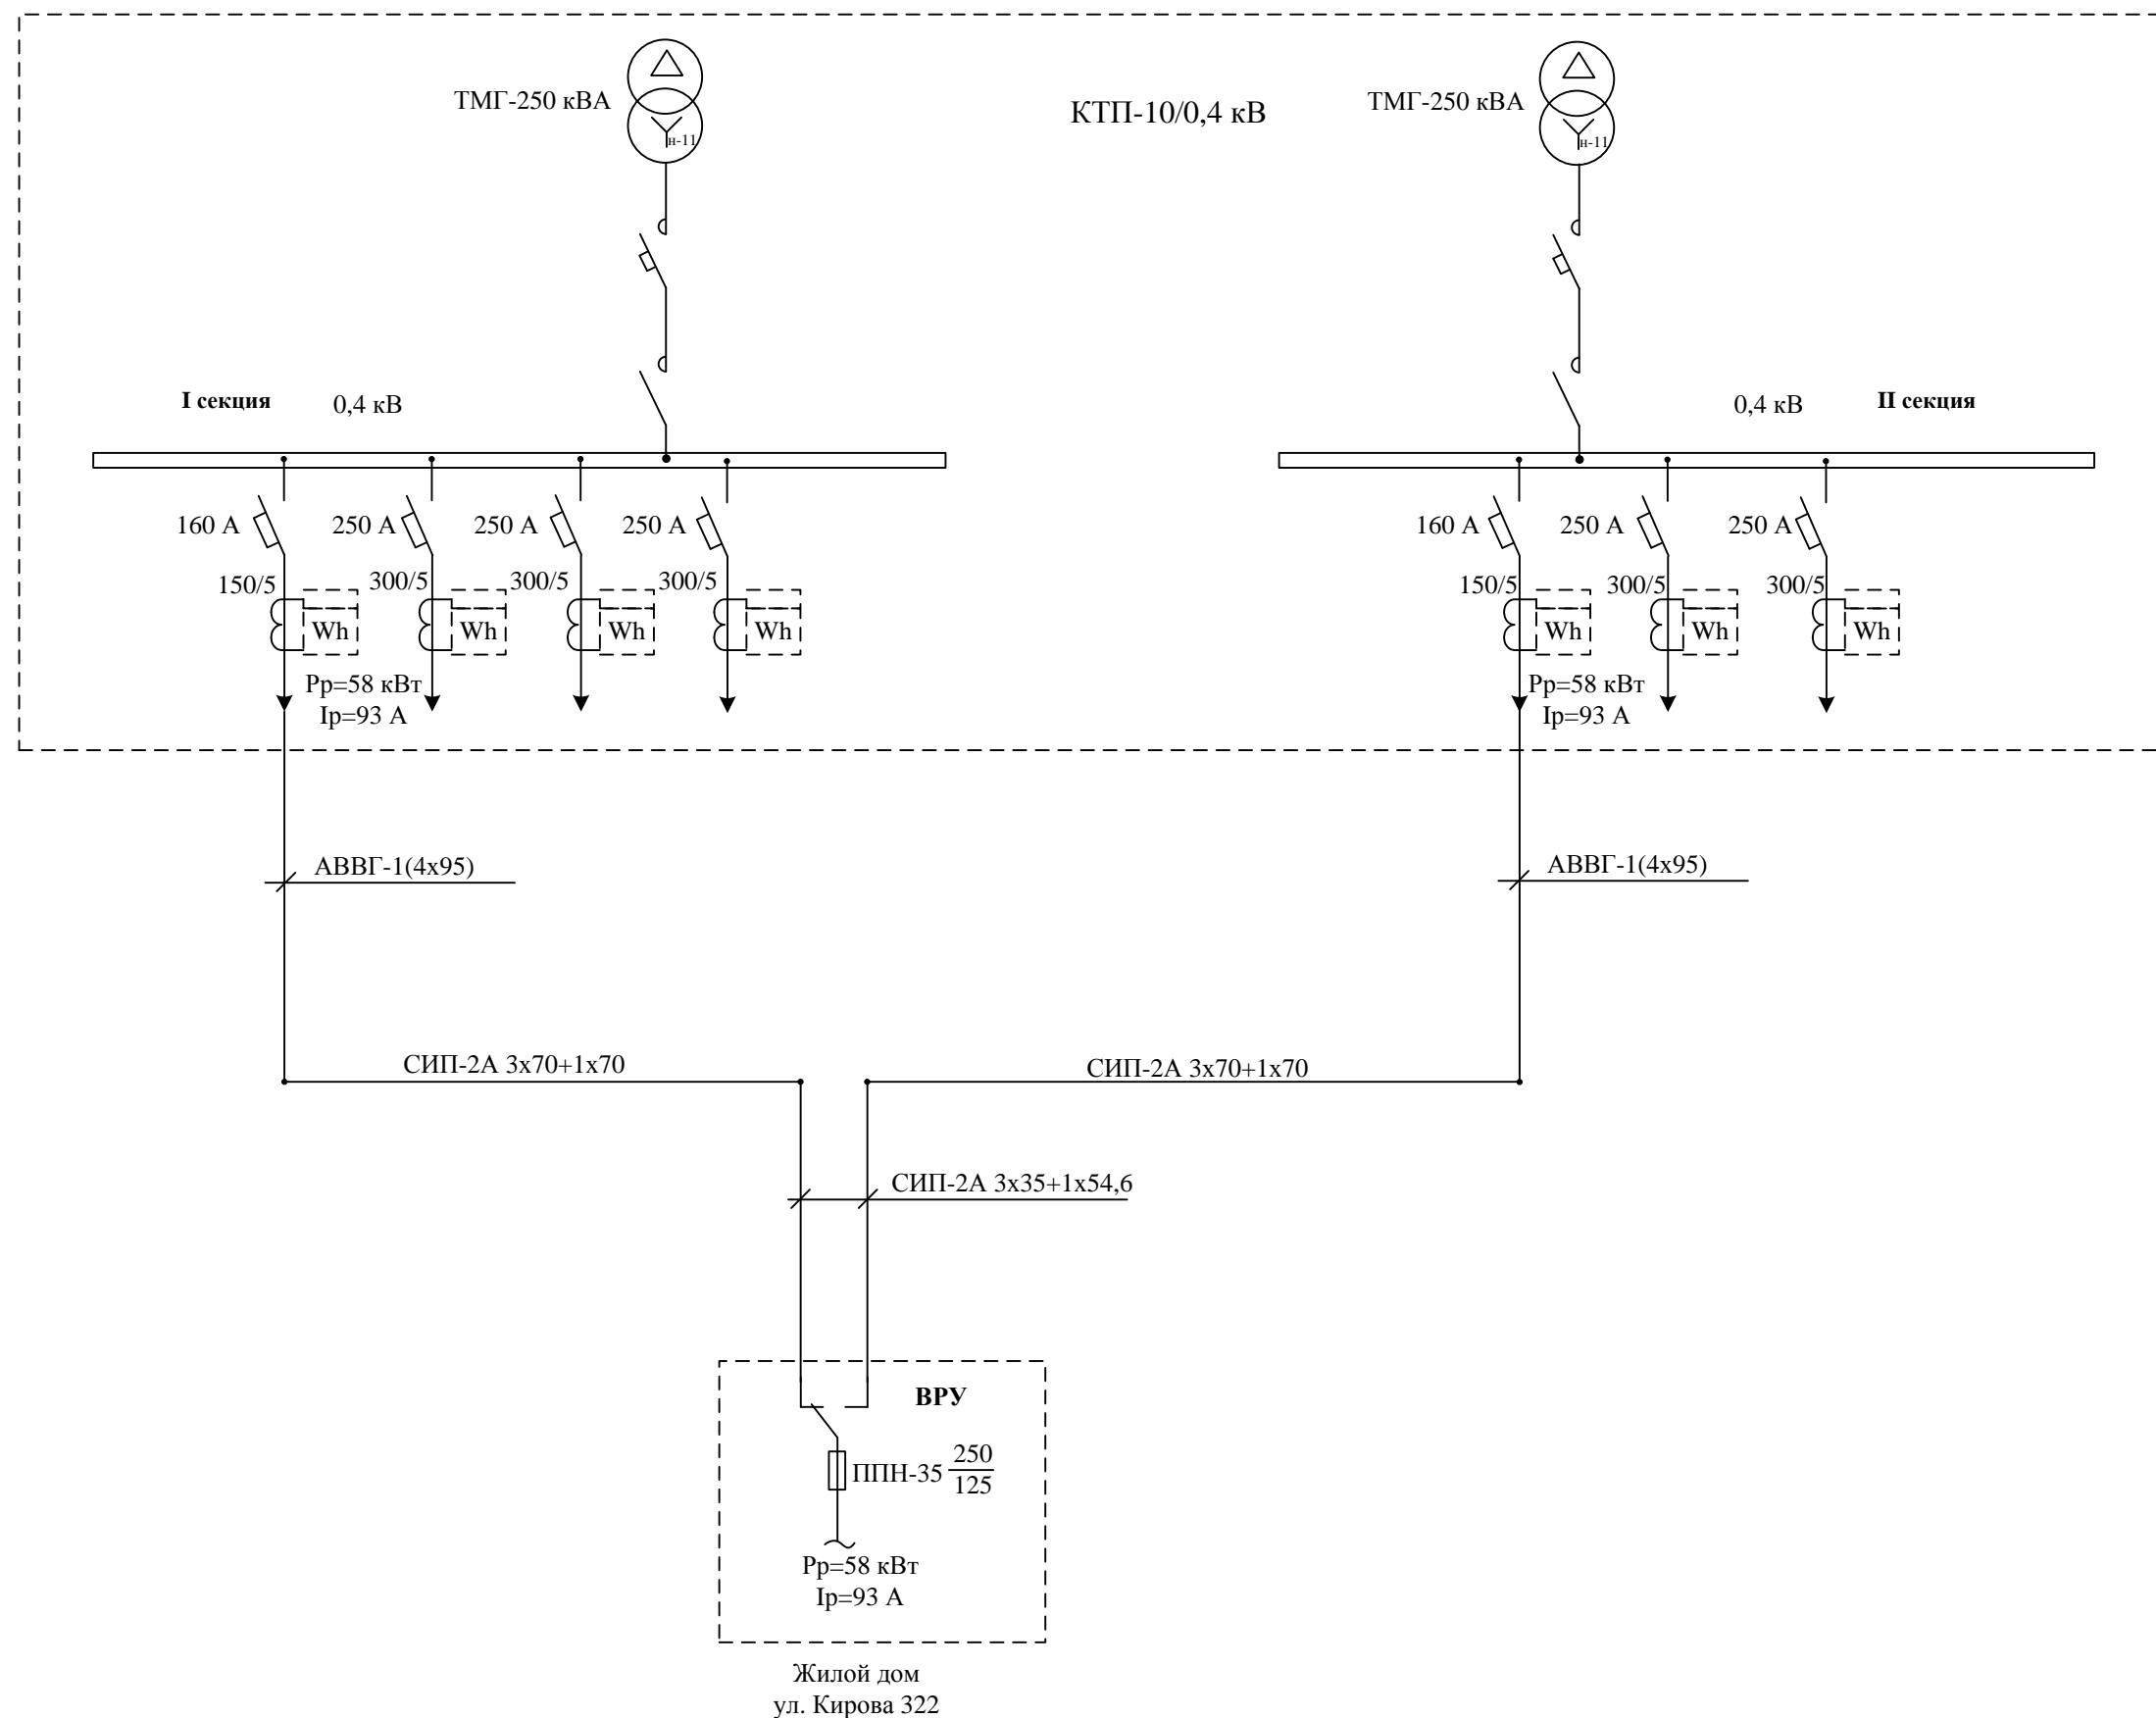 ТМГ-250 кВА
КТП-10/0,4 кВ
ТМГ-250 кВА
н-11
н-11
I секция
0,4 кВ
0,4 кВ
II секция
160 А
250 А
250 А
250 А
160 А
250 А
250 А
150/5
300/5
300/5
300/5
150/5
300/5
300/5
Wh
Wh
Wh
Wh
Wh
Wh
Wh
Рр=58 кВт
Iр=93 А
Рр=58 кВт
Iр=93 А
АВВГ-1(4х95)
АВВГ-1(4х95)
СИП-2А 3х70+1х70
СИП-2А 3х70+1х70
СИП-2А 3х35+1х54,6
ВРУ
ППН-35 250
125
Рр=58 кВт
Iр=93 А
Жилой дом
ул. Кирова 322